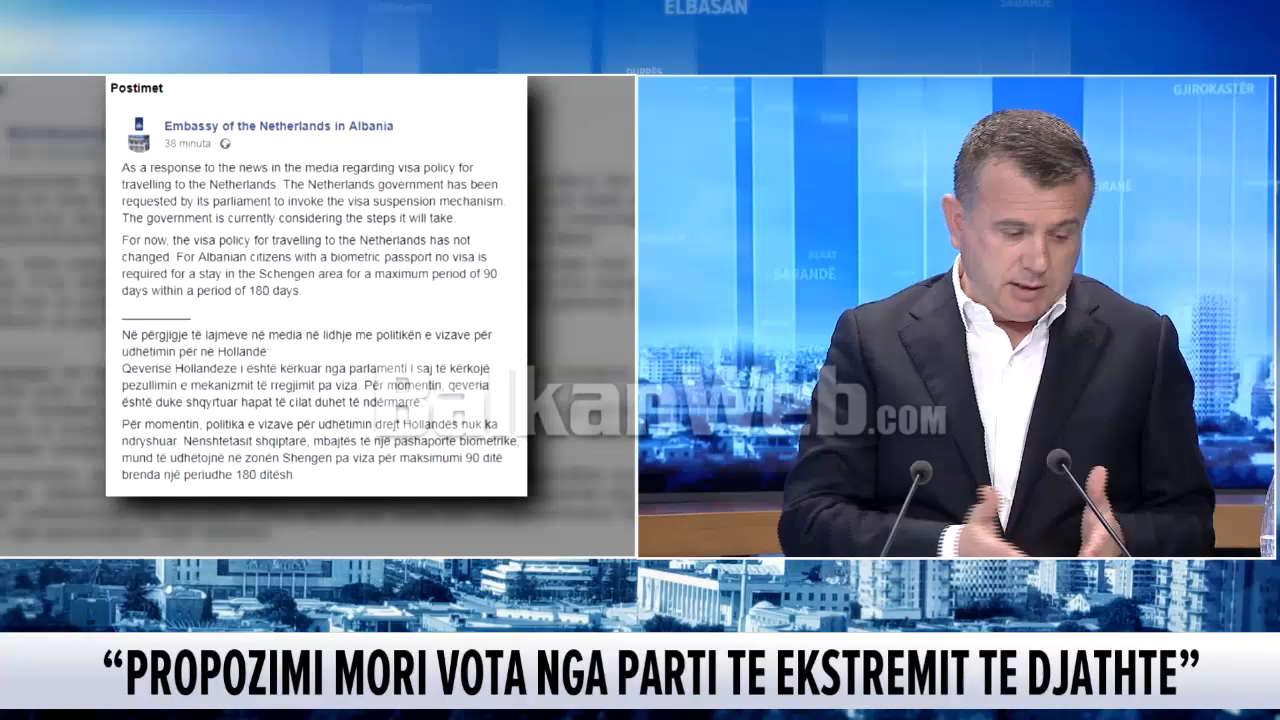 ELBASAN
SARANDË
DURRËS
Postimet
Embassy of the Netherlands in Albania
38 minuta
As a response to the news in the media regarding visa policy for
travelling to the Netherlands. The Netherlands government has been
requested by its parliament to invoke the visa suspension mechanism.
The government is currently considering the steps it will take.
For now, the visa policy for travelling to the Netherlands has not
changed. For Albanian citizens with a biometric passport no visa is
required for a stay in the Schengen area for a maximum period of 90
days within a period of 180 days.
Në përgjigje të lajmeve në media në lidhje me politikën e vizave për
udhëtimin për në Hollandë:
Qeverisë Hollandeze i është kërkuar nga parlamenti i saj të kërkojë
pezullimin e mekanizmit të rregjimit pa viza. Për momentin, qeveria
është duke shqyrtuar hapat të cilat duhet të ndërmarrë.
Për momentin, politika e vizave për udhëtimin drejt Hollandës nuk ka
ndryshuar. Nënshtetasit shqiptarë, mbajtës të një pashaporte biometrike,
mund të udhëtojnë në zonën Shengen pa viza për maksimumi 90 ditë
brenda një periudhe 180 ditësh.
GJIROKASTËR
TIRANË
BERAT
SARANDË
BalkanWeb.COM
“PROPOZIMI MORI VOTA NGA PARTI TE EKSTREMIT TE DJATHTE”